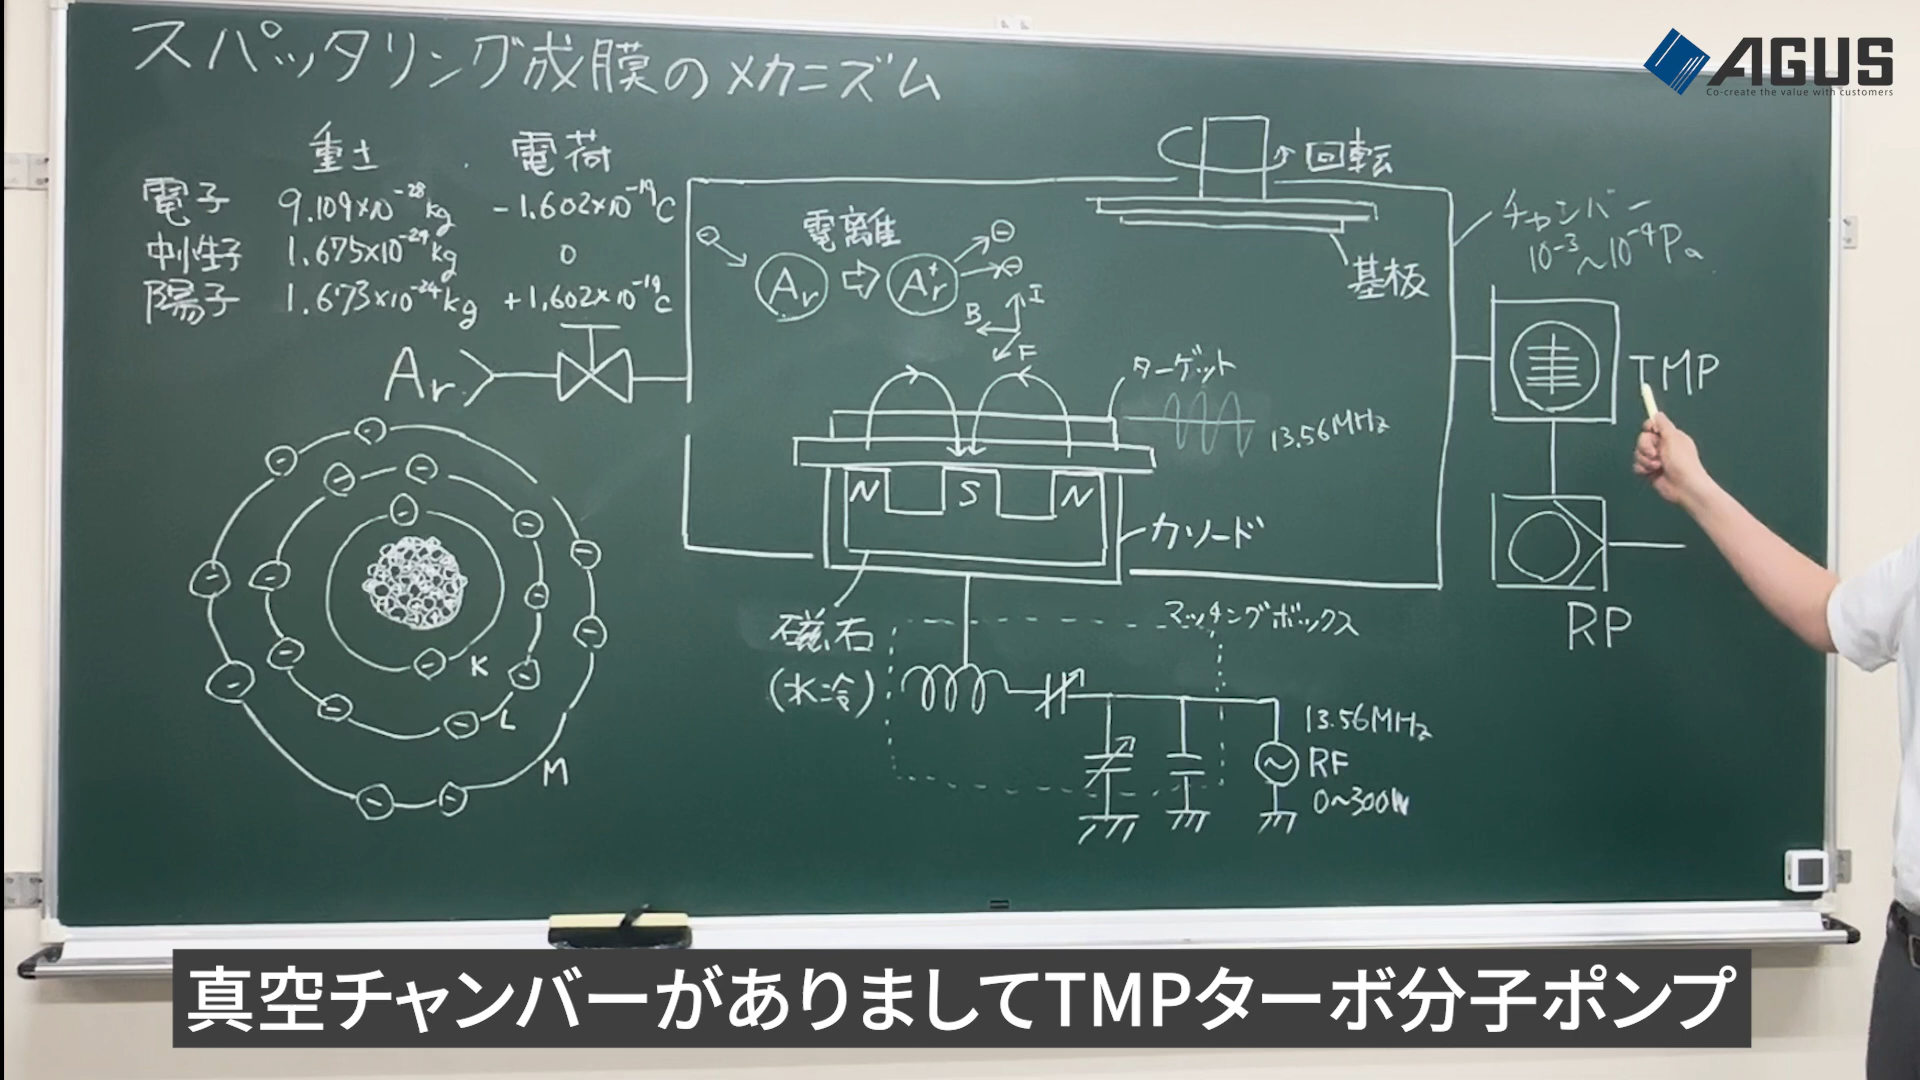 スパッタリング成膜のメカニズム
AGUS
Co-create the value with customers
重さ 電荷
電子 9.109×10⁻²⁸kg -1.602×10⁻¹⁹C
中性子 1.675×10⁻²⁴kg 0
陽子 1.673×10⁻²⁴kg +1.602×10⁻¹⁹C
回転
チャンバー
10⁻³~10⁻⁴Pa
電離
Ar ⇨ Ar⁺
基板
I
B
F
Ar
ターゲット
13.56MHz
TMP
N S N
カソード
RP
磁石
(水冷)
マッチングボックス
K
L
M
13.56MHz
RF
0~300W
真空チャンバーがありましてTMPターボ分子ポンプ